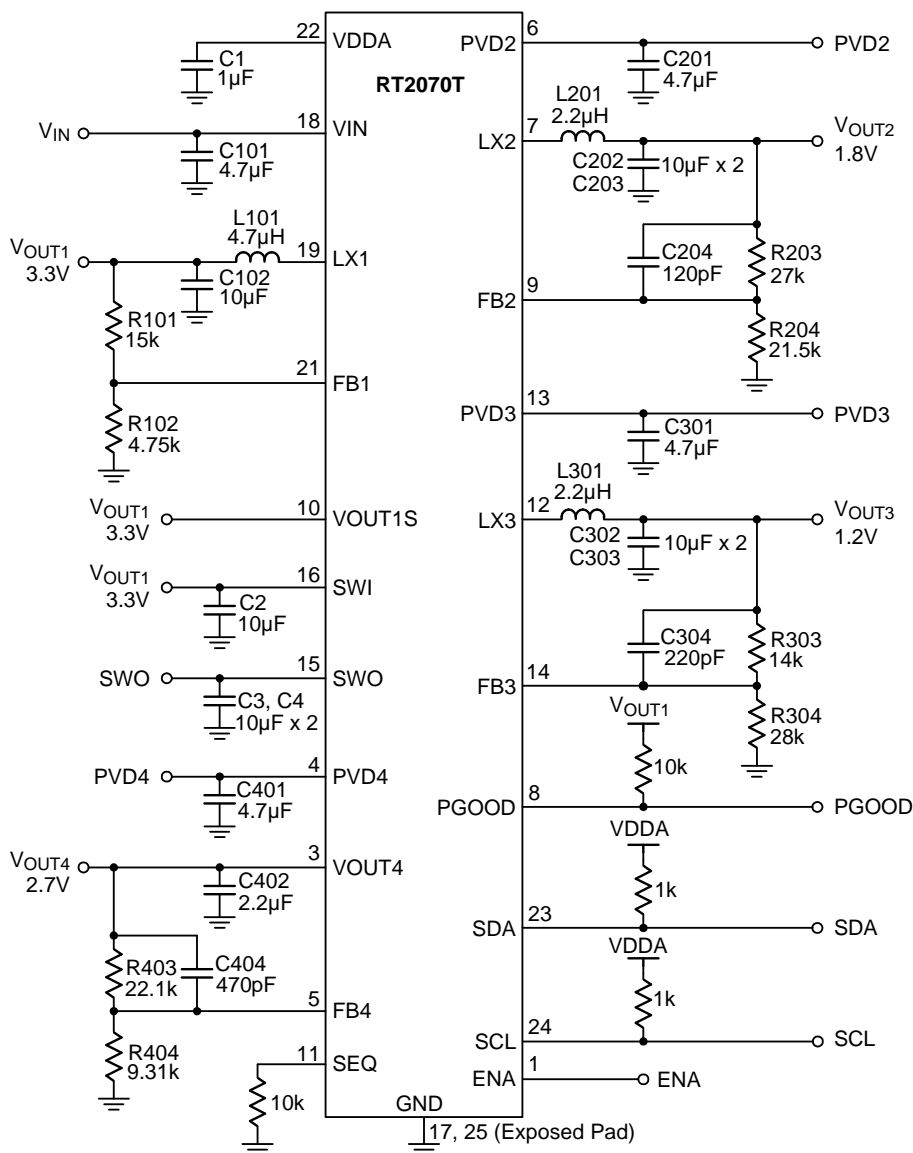 RT2070T
22
VDDA
C1
1µF
VIN
18
VIN
C101
4.7µF
VOUT1
3.3V
L101
4.7µH
19
LX1
C102
10µF
R101
15k
21
FB1
R102
4.75k
VOUT1
3.3V
10
VOUT1S
VOUT1
3.3V
16
SWI
C2
10µF
SWO
15
SWO
C3, C4
10µF x 2
PVD4
4
PVD4
C401
4.7µF
VOUT4
2.7V
3
VOUT4
C402
2.2µF
R403
22.1k
C404
470pF
5
FB4
R404
9.31k
11
SEQ
10k
GND
17, 25 (Exposed Pad)
PVD2
6
PVD2
C201
4.7µF
L201
2.2µH
LX2
7
VOUT2
1.8V
C202
C203
10µF x 2
C204
120pF
R203
27k
FB2
9
R204
21.5k
PVD3
13
PVD3
C301
4.7µF
L301
2.2µH
LX3
12
VOUT3
1.2V
C302
C303
10µF x 2
C304
220pF
R303
14k
FB3
14
R304
28k
VOUT1
10k
PGOOD
8
PGOOD
VDDA
1k
SDA
23
SDA
VDDA
1k
SCL
24
SCL
ENA
1
ENA